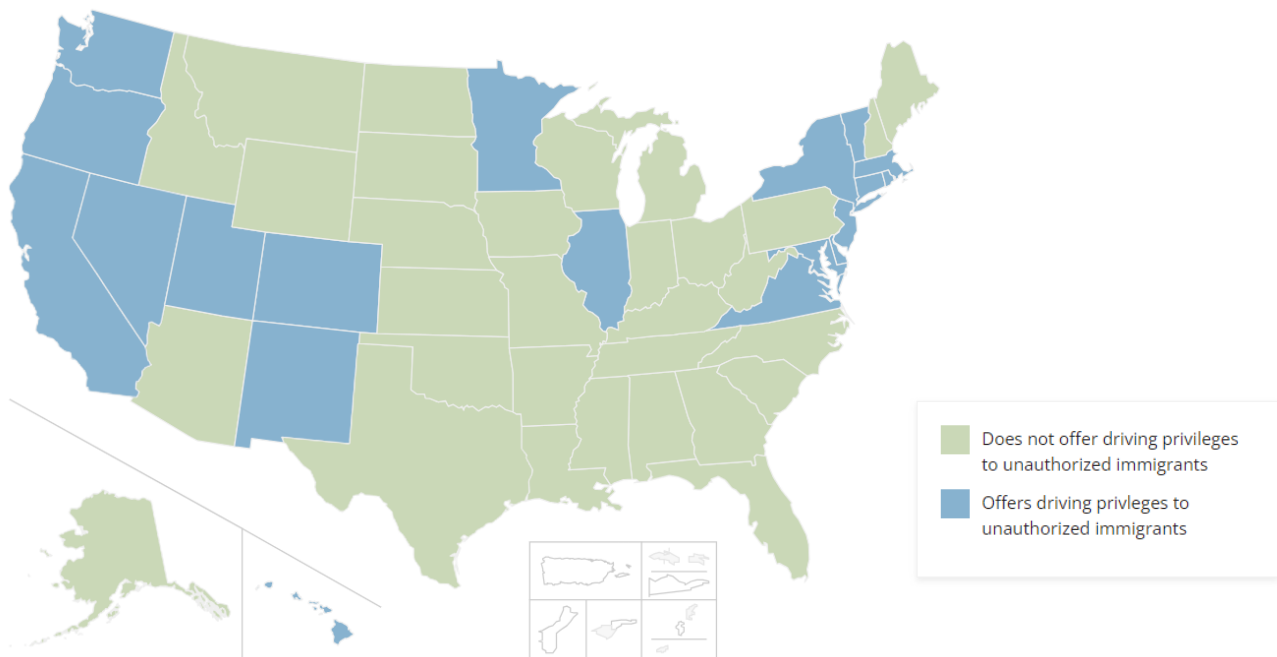 Does not offer driving privileges
to unauthorized immigrants
Offers driving privleges to
unauthorized immigrants